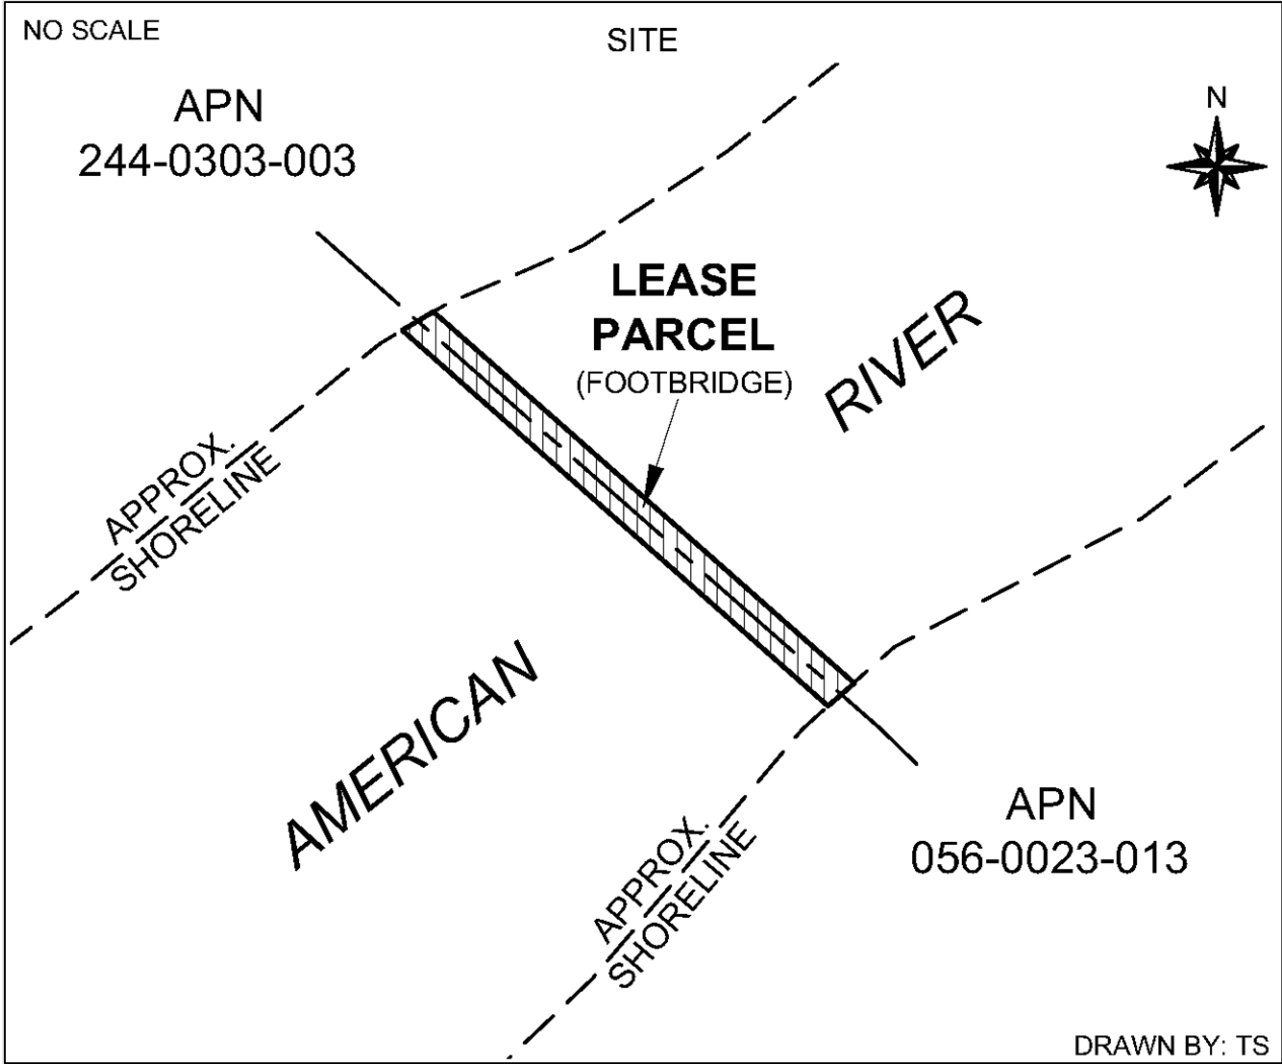 NO SCALE
SITE
APN
244-0303-003
N
LEASE
PARCEL
(FOOTBRIDGE)
RIVER
APPROX.
SHORELINE
AMERICAN
APN
056-0023-013
APPROX.
SHORELINE
DRAWN BY: TS